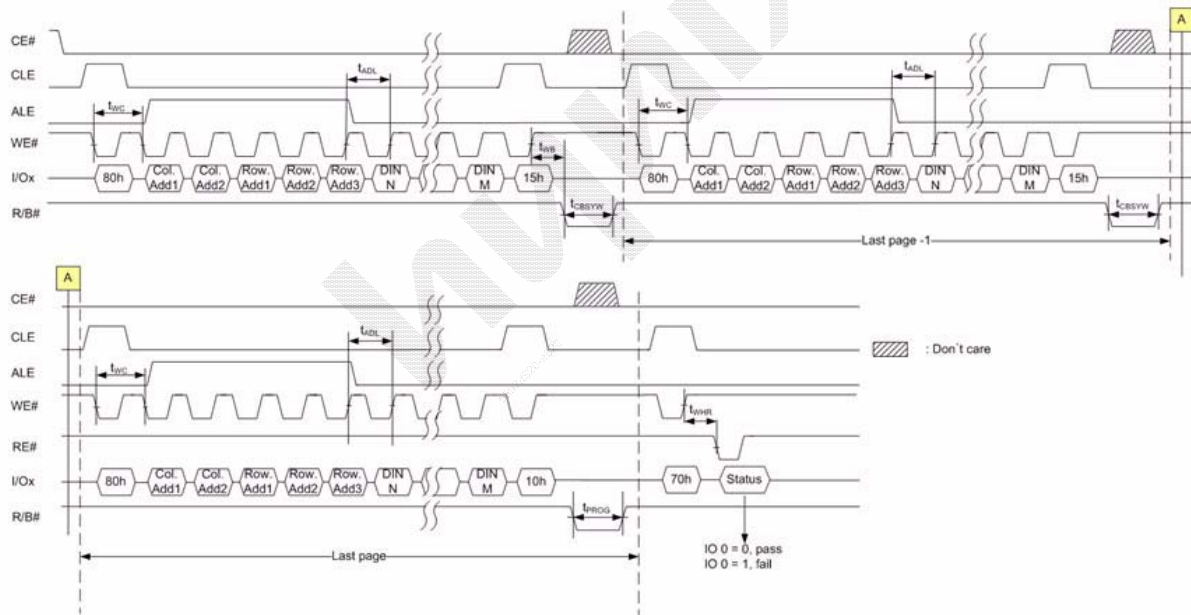 A
CE#
CLE
tADL
tADL
ALE
tWC
tWC
WE#
tWB
I/Ox
80h
Col. Add1
Col. Add2
Row. Add1
Row. Add2
Row. Add3
DIN N
DIN M
15h
80h
Col. Add1
Col. Add2
Row. Add1
Row. Add2
Row. Add3
DIN N
DIN M
15h
R/B#
tCBSYW
tCBSYW
Last page -1
A
CE#
CLE
tADL
: Don`t care
ALE
tWC
WE#
tWHR
RE#
I/Ox
80h
Col. Add1
Col. Add2
Row. Add1
Row. Add2
Row. Add3
DIN N
DIN M
10h
70h
Status
R/B#
tPROG
Last page
IO 0 = 0, pass
IO 0 = 1, fail